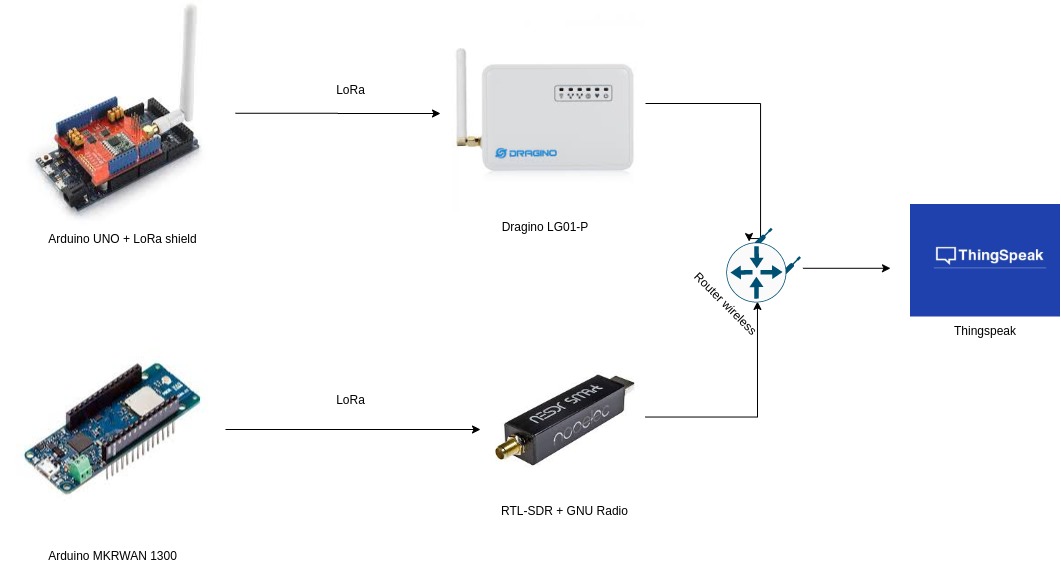 LoRa
DRAGINO
Arduino UNO + LoRa shield
Dragino LG01-P
ThingSpeak
Router wireless
Thingspeak
LoRa
NESDR SMArt
nooelec
RTL-SDR + GNU Radio
Arduino MKRWAN 1300